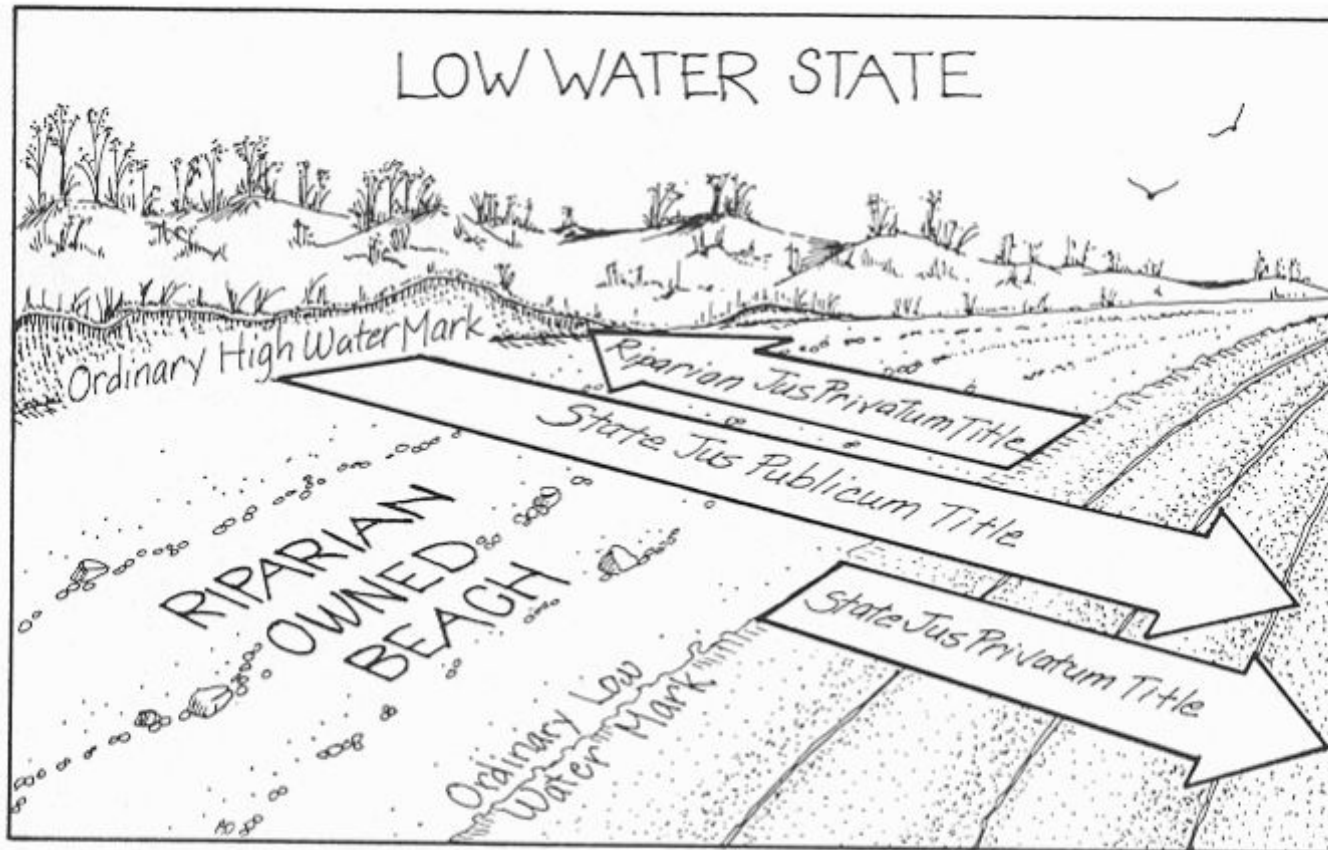 LOW WATER STATE
Ordinary High Water Mark
Riparian Jus Privatum Title
State Jus Publicum Title
State Jus Privatum Title
RIPARIAN
OWNED
BEACH
Ordinary Low
Water Mark